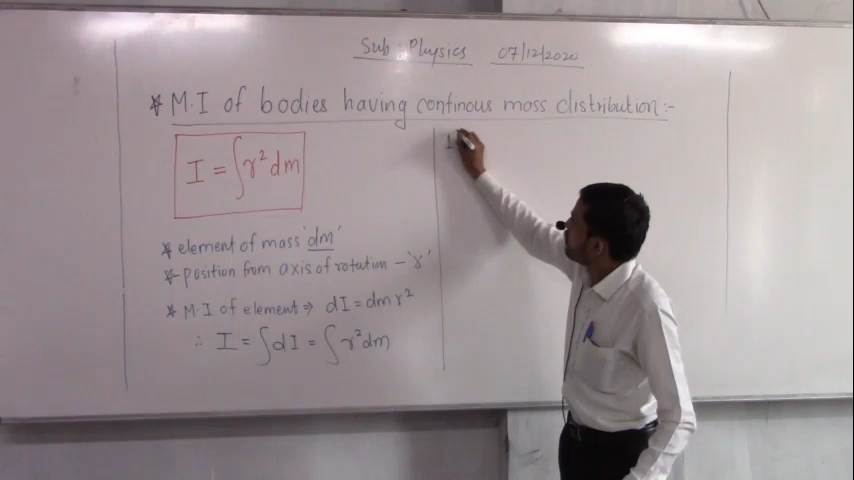 Sub : Physics 07/12/2020
* M.I of bodies having continous mass distribution:-
I = ∫r²dm
* element of mass 'dm'
* position from axis of rotation - 'r'
* M.I of element ⇒ dI = dm r²
∴ I = ∫dI = ∫r²dm
1